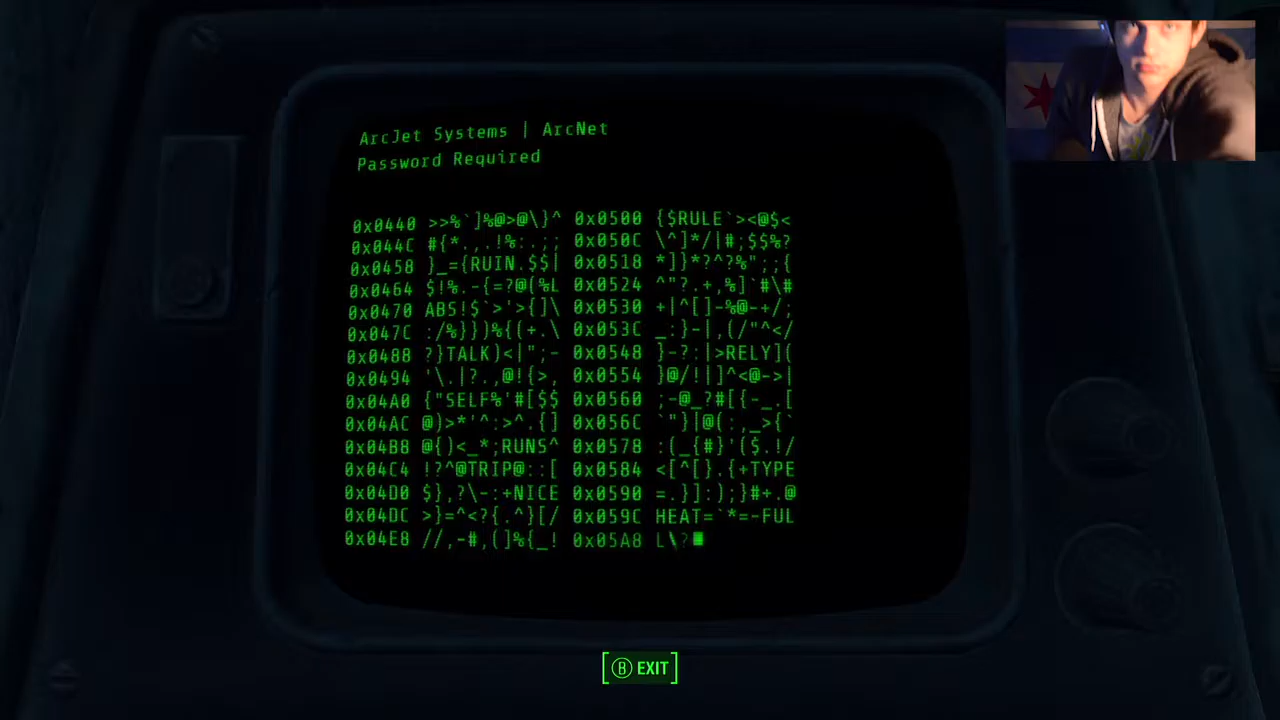 ArcJet Systems | ArcNet
Password Required
0x0440 >>%`]%@>@\}^ 0x0500 {$RULE`><@$<
0x044C #{*.,.!%:.;; 0x050C \^]*/|#;$$%?
0x0458 }_={RUIN.$$| 0x0518 *]}*?^?%";;{
0x0464 $!%.-{=?@(%L 0x0524 ^"?.+,%]`#\#
0x0470 ABS!$`>'>{]\ 0x0530 +|^[]-%@-+/;
0x047C :/%}})%{(+.\ 0x053C _:}-|,(/"^</
0x0488 ?}TALK)<|";- 0x0548 }-?:|>RELY](
0x0494 '\.|?.,@!{>, 0x0554 }@/!|]^<@->|
0x04A0 {"SELF%'#[$$ 0x0560 ;-@_?#[{-_.[
0x04AC @)>*'^:>^.{] 0x056C `"}|@(:,_>{`
0x04B8 @{)<_*;RUNS^ 0x0578 :(_{#}'($.!/
0x04C4 !?^@TRIP@::[ 0x0584 <[^[}.{+TYPE
0x04D0 $},?\-:+NICE 0x0590 =.}]:);}#+.@
0x04DC >}=^<?{.^}[/ 0x059C HEAT=`*=-FUL
0x04E8 //,-#,(]%{_! 0x05A8 L\?
B EXIT